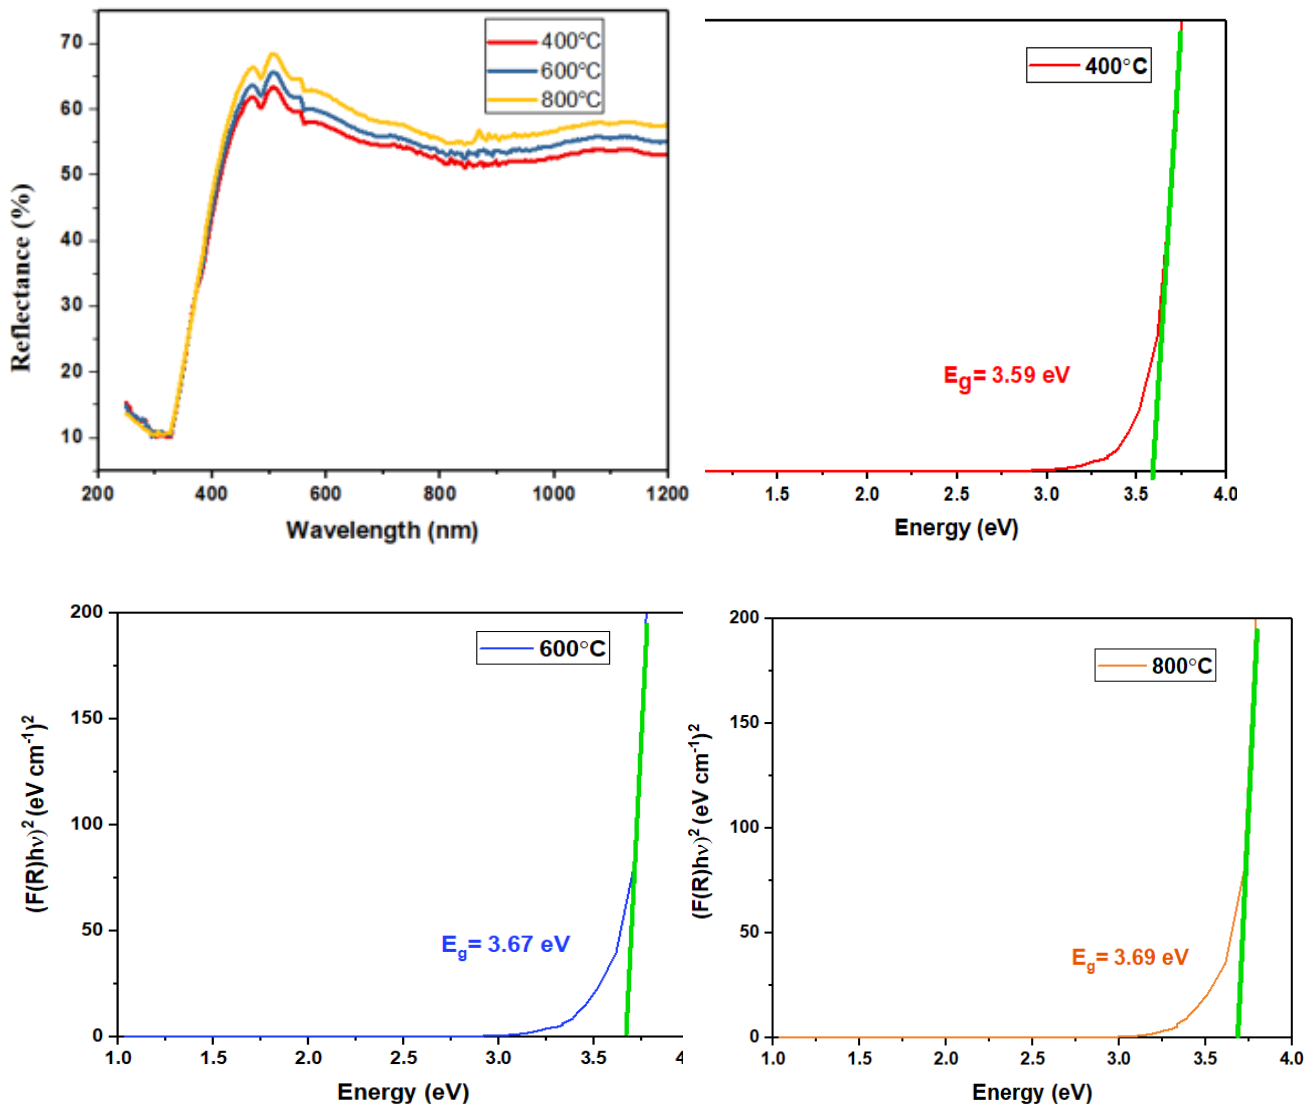 70
60
50
40
30
20
10
Reflectance (%)
400°C
600°C
800°C
200 400 600 800 1000 1200
Wavelength (nm)
400°C
Eg= 3.59 eV
1.5 2.0 2.5 3.0 3.5 4.0
Energy (eV)
200
150
100
50
0
(F(R)hν)² (eV cm⁻¹)²
600°C
Eg= 3.67 eV
1.0 1.5 2.0 2.5 3.0 3.5 4
Energy (eV)
200
150
100
50
0
(F(R)hν)² (eV cm⁻¹)²
800°C
Eg= 3.69 eV
1.0 1.5 2.0 2.5 3.0 3.5 4.0
Energy (eV)